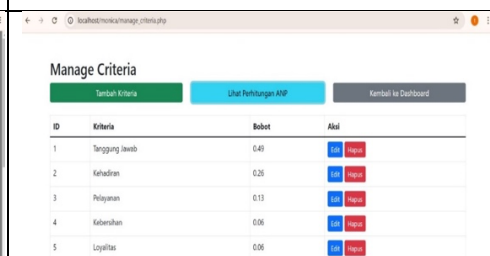 localhost/monica/manage_criteria.php
Manage Criteria
Tambah Kriteria Lihat Perhitungan ANP Kembali ke Dashboard
ID Kriteria Bobot Aksi
1 Tanggung Jawab 0.49 Edit Hapus
2 Kehadiran 0.26 Edit Hapus
3 Pelayanan 0.13 Edit Hapus
4 Kebersihan 0.06 Edit Hapus
5 Loyalitas 0.06 Edit Hapus